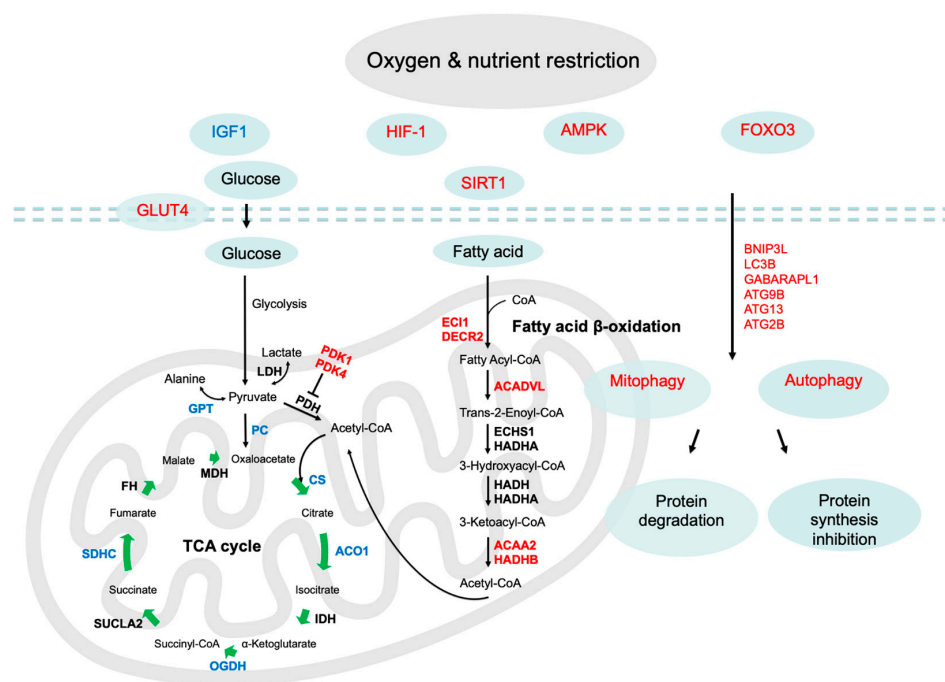 Oxygen & nutrient restriction
IGF1
HIF-1
AMPK
FOXO3
Glucose
SIRT1
GLUT4
Glucose
Fatty acid
BNIP3L
LC3B
GABARAPL1
ATG9B
ATG13
ATG2B
Glycolysis
CoA
ECI1
DECR2
Fatty acid β-oxidation
Lactate
LDH
PDK1
PDK4
Fatty Acyl-CoA
Alanine
GPT
Pyruvate
PDH
ACADVL
Mitophagy
Autophagy
PC
Acetyl-CoA
Trans-2-Enoyl-CoA
ECHS1
HADHA
Malate
MDH
Oxaloacetate
3-Hydroxyacyl-CoA
FH
CS
HADH
HADHA
Fumarate
Citrate
3-Ketoacyl-CoA
Protein
degradation
Protein
synthesis
inhibition
SDHC
TCA cycle
ACO1
ACAA2
HADHB
Succinate
Isocitrate
Acetyl-CoA
SUCLA2
IDH
Succinyl-CoA
α-Ketoglutarate
OGDH